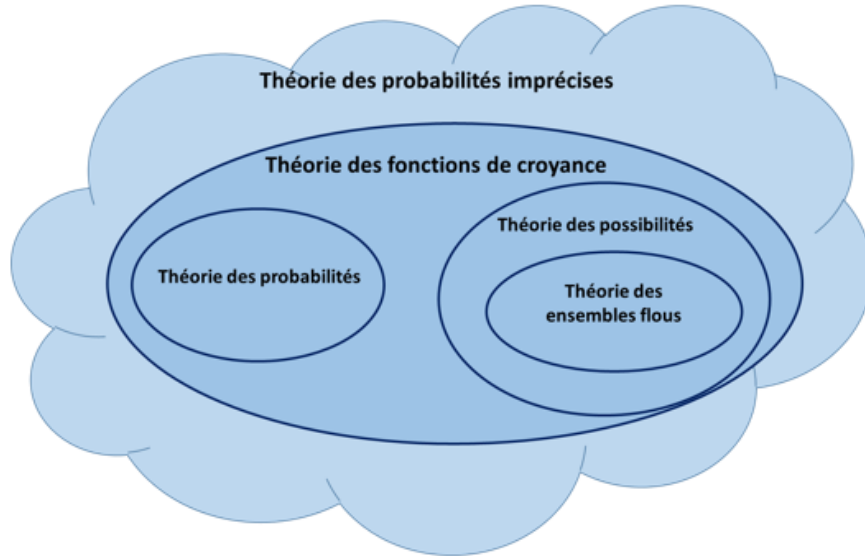 Théorie des probabilités imprécises
Théorie des fonctions de croyance
Théorie des possibilités
Théorie des probabilités
Théorie des
ensembles flous